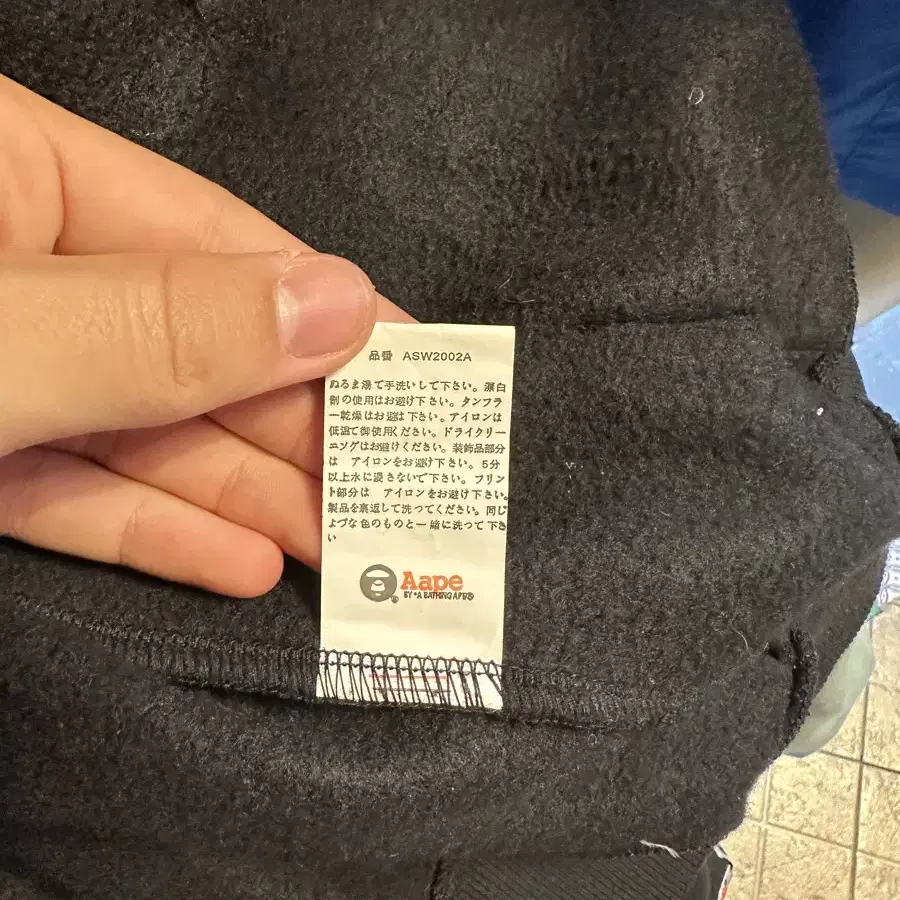 品番 ASW2002A
ぬるま湯で手洗いして下さい。漂白
剤の使用はお避け下さい。タンブラ
ー乾燥はお避け下さい。アイロンは
低温で御使用ください。ドライクリー
ニングはお避けください。装飾品部分
は アイロンをお避け下さい。5分
以上水に浸さないで下さい。プリン
ト部分は アイロンをお避け下さい。
製品を裏返して洗ってください。同じ
ような色のものと一緒に洗って下さ
い
Aape
BY *A BATHING APE®